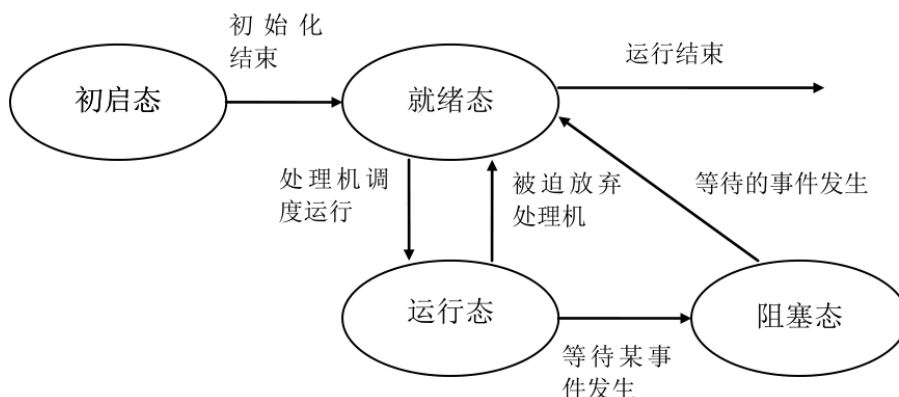 初始化
结束
运行结束
初启态
就绪态
处理机调
度运行
被迫放弃
处理机
等待的事件发生
运行态
阻塞态
等待某事
件发生